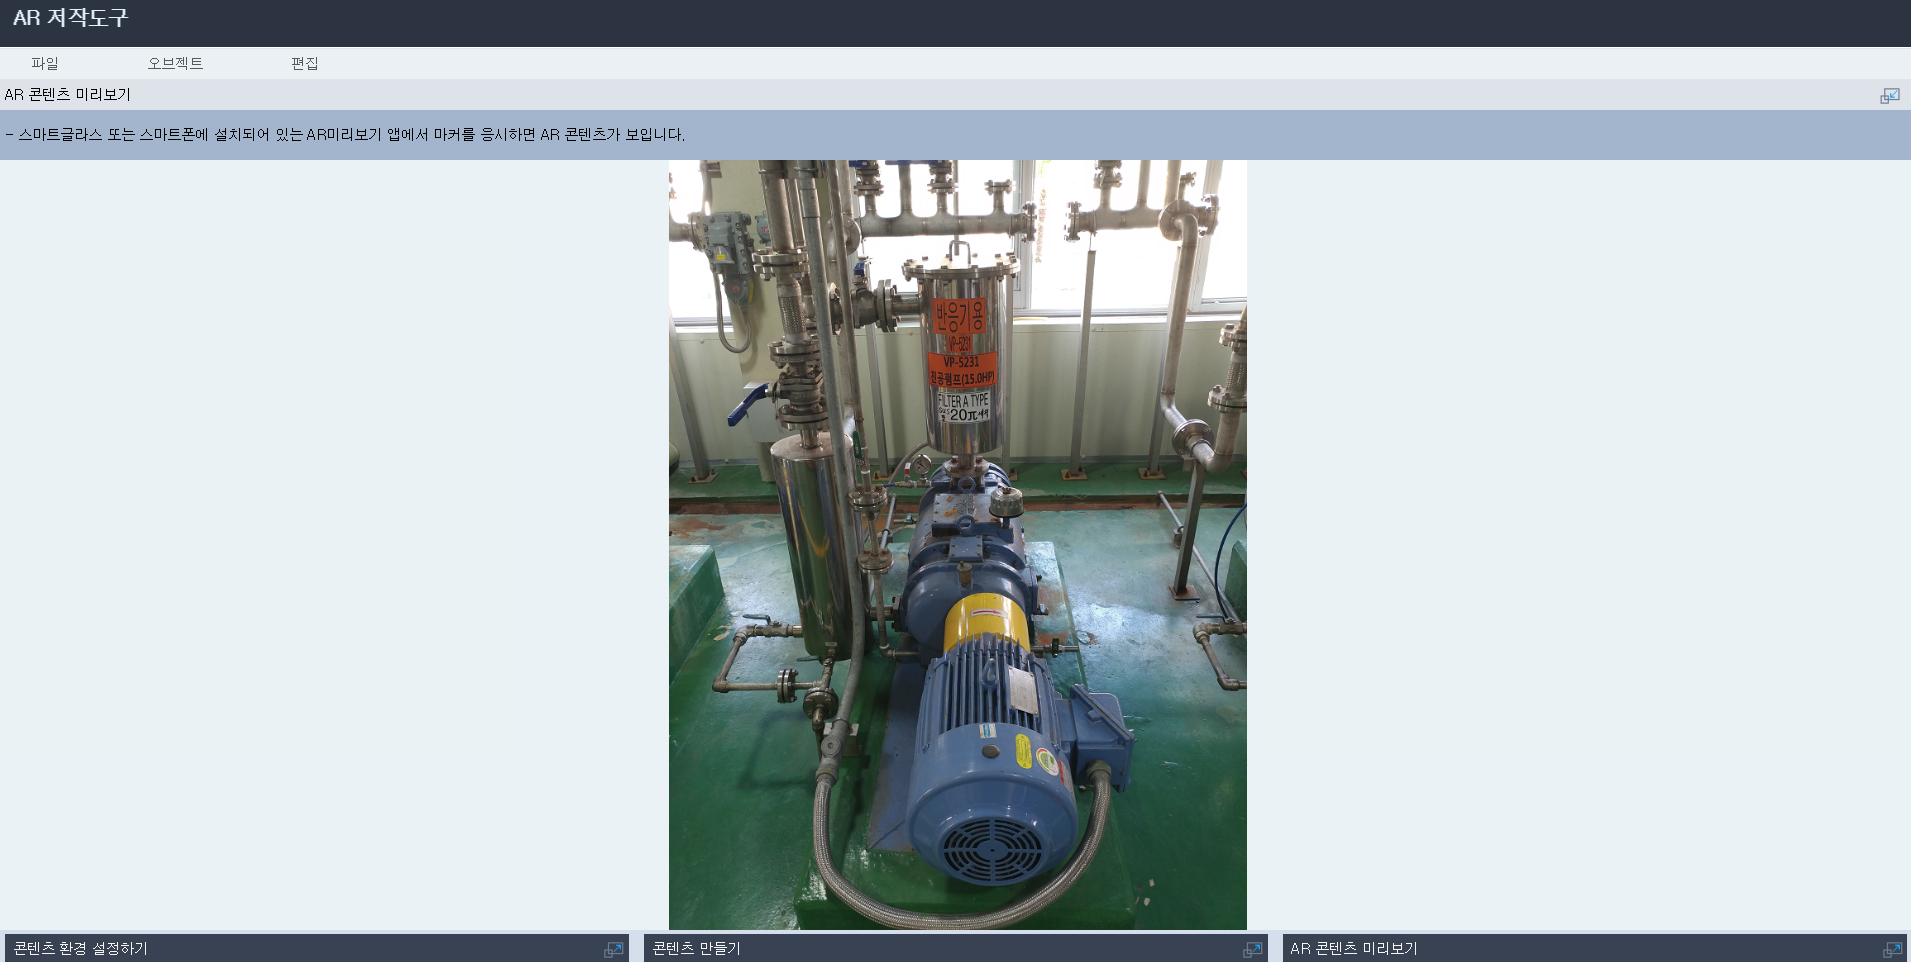 AR 저작도구
파일 오브젝트 편집
AR 콘텐츠 미리보기
- 스마트글라스 또는 스마트폰에 설치되어 있는 AR미리보기 앱에서 마커를 응시하면 AR 콘텐츠가 보입니다.
반응기용
VP-5231
VP-5231
진공펌프(15.0HP)
FILTER A TYPE
20π
콘텐츠 환경 설정하기
콘텐츠 만들기
AR 콘텐츠 미리보기